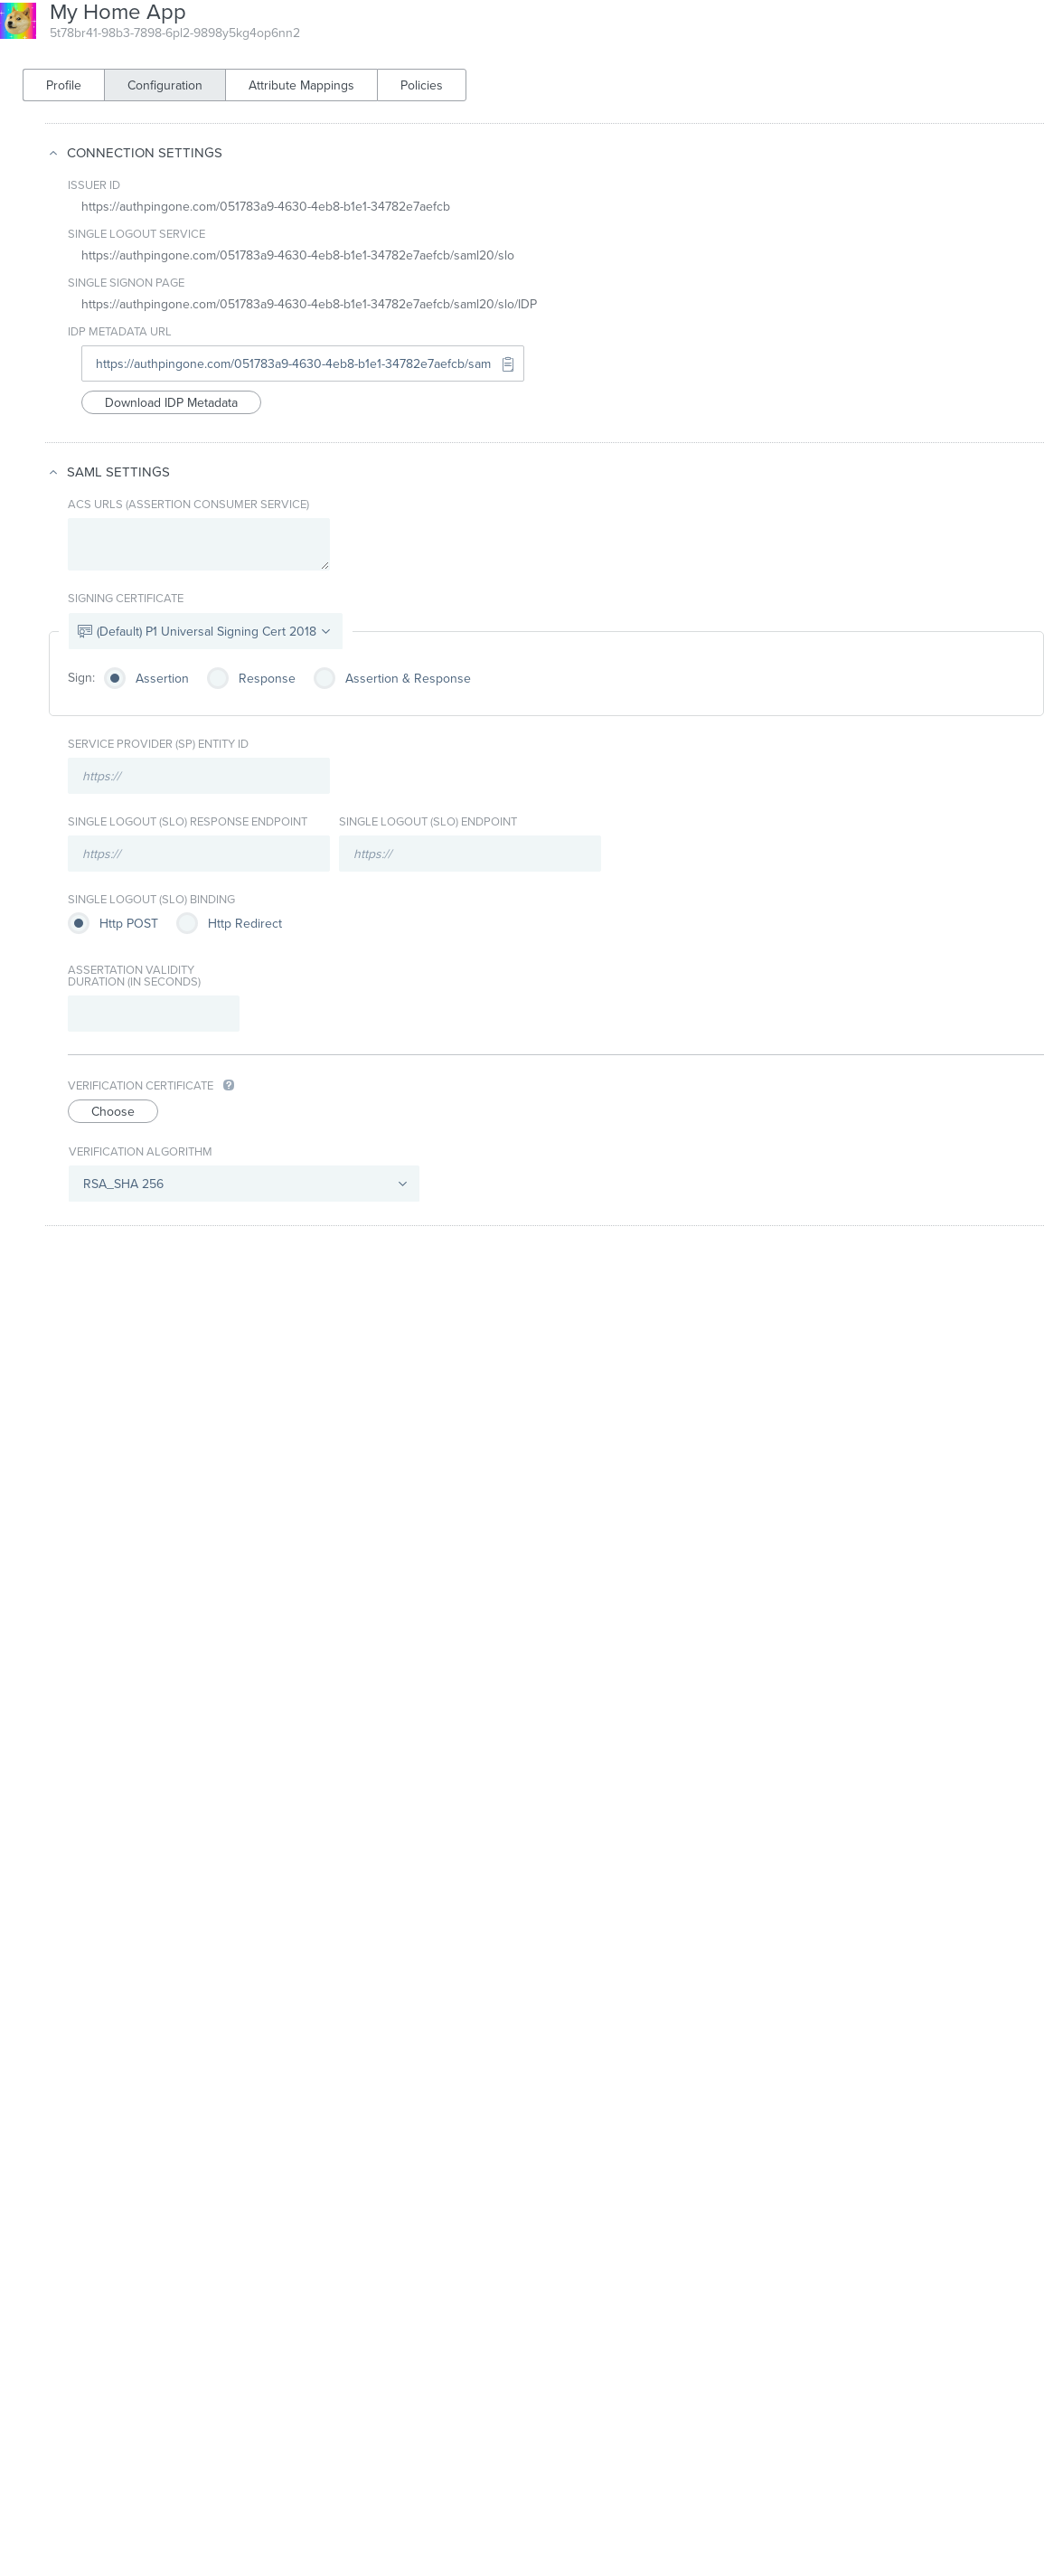 My Home App
5t78br41-98b3-7898-6pl2-9898y5kg4op6nn2
Profile Configuration Attribute Mappings Policies
CONNECTION SETTINGS
ISSUER ID
https://authpingone.com/051783a9-4630-4eb8-b1e1-34782e7aefcb
SINGLE LOGOUT SERVICE
https://authpingone.com/051783a9-4630-4eb8-b1e1-34782e7aefcb/saml20/slo
SINGLE SIGNON PAGE
https://authpingone.com/051783a9-4630-4eb8-b1e1-34782e7aefcb/saml20/slo/IDP
IDP METADATA URL
https://authpingone.com/051783a9-4630-4eb8-b1e1-34782e7aefcb/sam
Download IDP Metadata
SAML SETTINGS
ACS URLS (ASSERTION CONSUMER SERVICE)
SIGNING CERTIFICATE
(Default) P1 Universal Signing Cert 2018
Sign: Assertion Response Assertion & Response
SERVICE PROVIDER (SP) ENTITY ID
https://
SINGLE LOGOUT (SLO) RESPONSE ENDPOINT SINGLE LOGOUT (SLO) ENDPOINT
https:// https://
SINGLE LOGOUT (SLO) BINDING
Http POST Http Redirect
ASSERTATION VALIDITY
DURATION (IN SECONDS)
VERIFICATION CERTIFICATE ?
Choose
VERIFICATION ALGORITHM
RSA_SHA 256